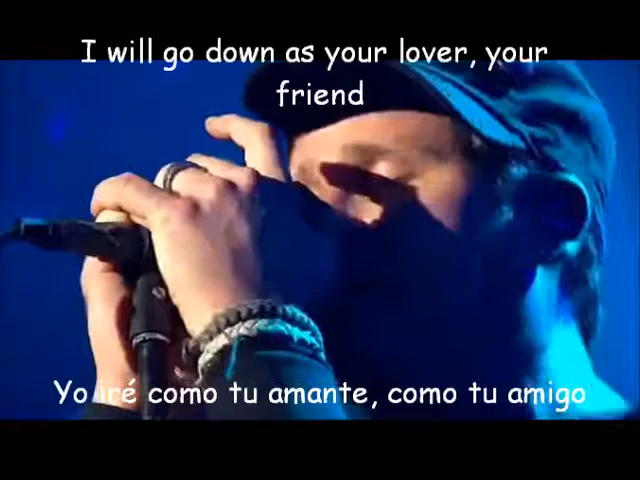 I will go down as your lover, your
friend
Yo iré como tu amante, como tu amigo